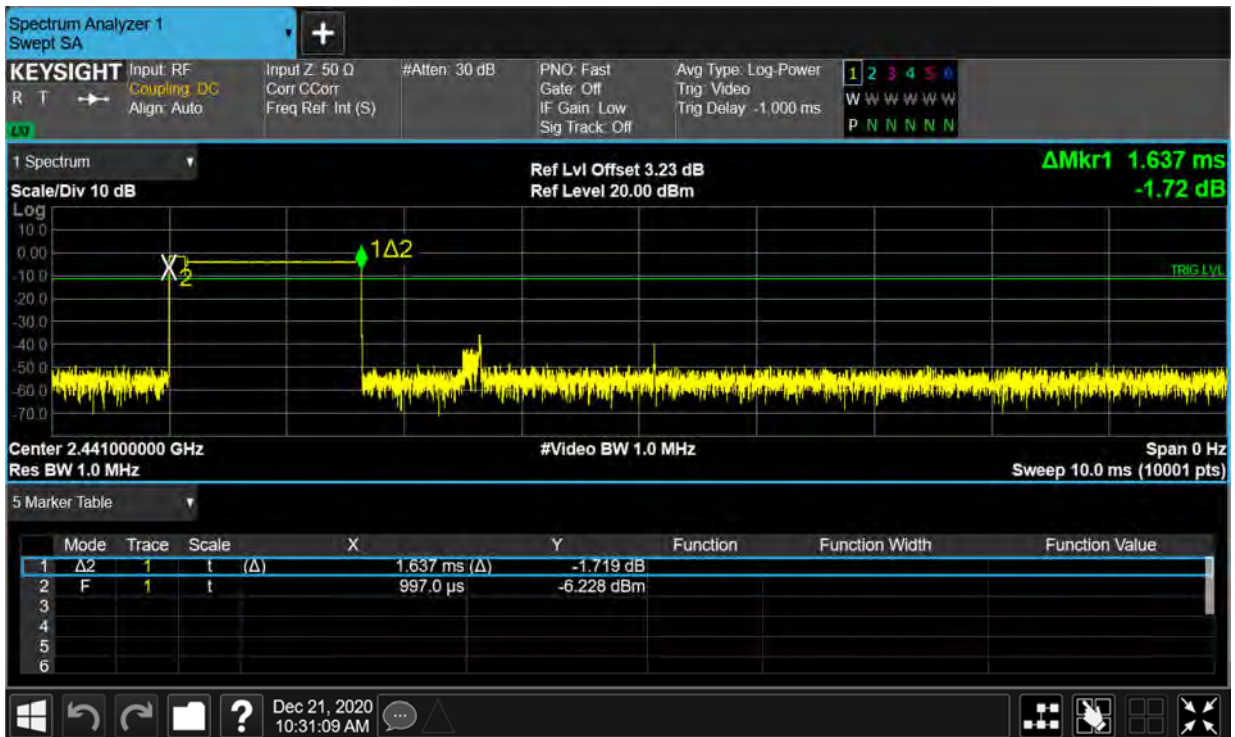 Spectrum Analyzer 1
Swept SA
KEYSIGHT
R T
LXI
Input: RF
Coupling: DC
Align: Auto
Input Z: 50 Ω
Corr CCorr
Freq Ref: Int (S)
#Atten: 30 dB
PNO: Fast
Gate: Off
IF Gain: Low
Sig Track: Off
Avg Type: Log-Power
Trig: Video
Trig Delay: -1.000 ms
1 2 3 4 5 6
W W W W W W
P N N N N N
1 Spectrum
Scale/Div 10 dB
Ref Lvl Offset 3.23 dB
Ref Level 20.00 dBm
ΔMkr1 1.637 ms
-1.72 dB
Log
10.0
0.00
-10.0
-20.0
-30.0
-40.0
-50.0
-60.0
-70.0
X
2
1Δ2
TRIG LVL
Center 2.441000000 GHz
#Video BW 1.0 MHz
Span 0 Hz
Res BW 1.0 MHz
Sweep 10.0 ms (10001 pts)
5 Marker Table
Mode Trace Scale X Y Function Function Width Function Value
1 Δ2 1 t (Δ) 1.637 ms (Δ) -1.719 dB
2 F 1 t 997.0 µs -6.228 dBm
3
4
5
6
?
Dec 21, 2020
10:31:09 AM